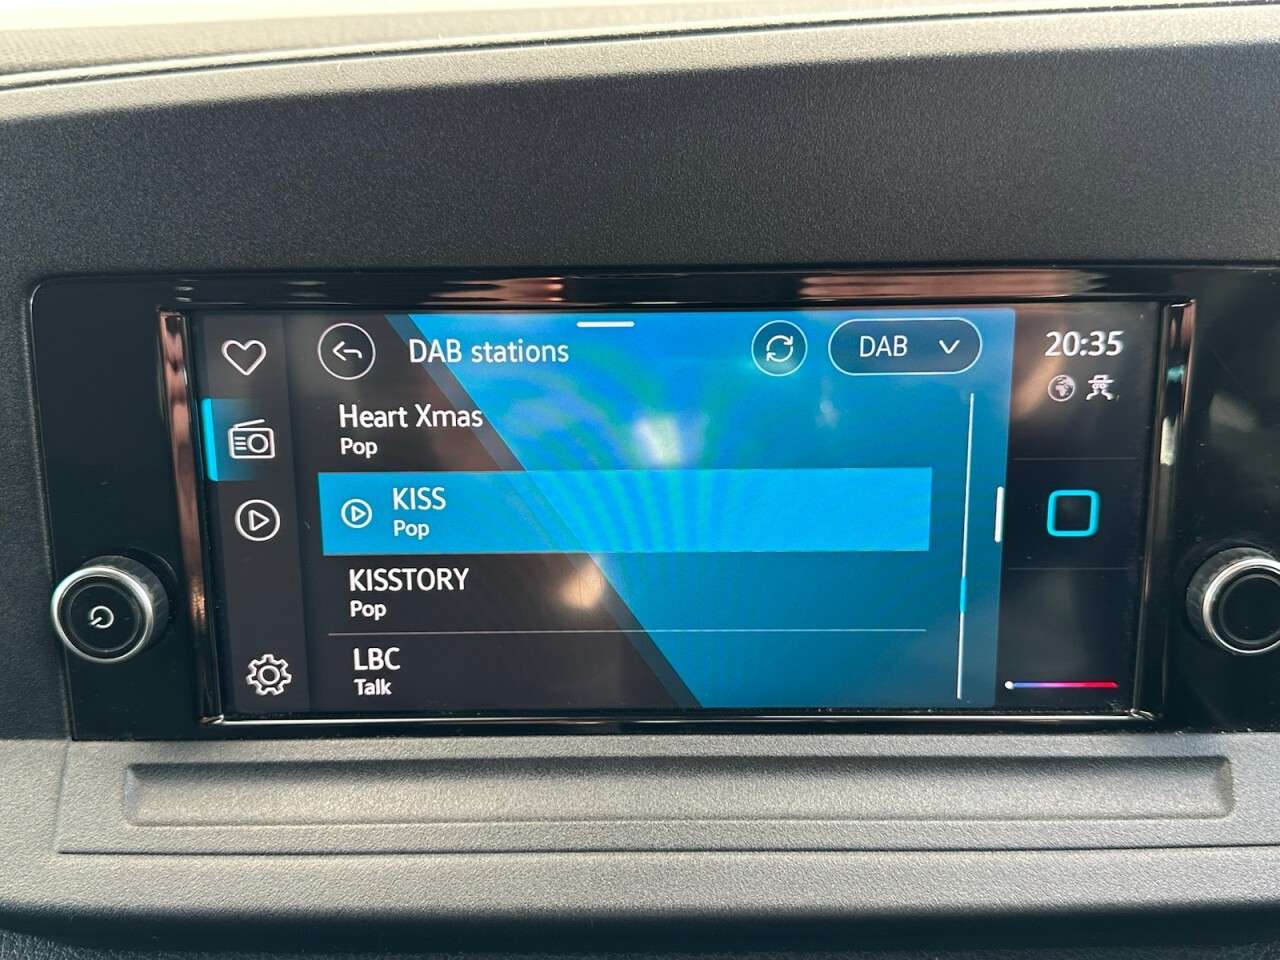 DAB stations
DAB
20:35
Heart Xmas
Pop
KISS
Pop
KISSTORY
Pop
LBC
Talk